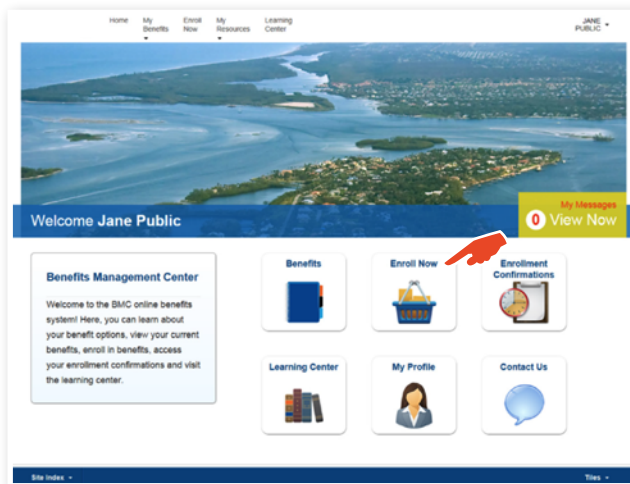 Home My Benefits Enroll Now My Resources Learning Center JANE PUBLIC
My Messages
Welcome Jane Public
0 View Now
Benefits Management Center
Welcome to the BMC online benefits
system! Here, you can learn about
your benefit options, view your current
benefits, enroll in benefits, access
your enrollment confirmations and visit
the learning center.
Benefits
Enroll Now
Enrollment
Confirmations
Learning Center
My Profile
Contact Us
Site Index
Tiles